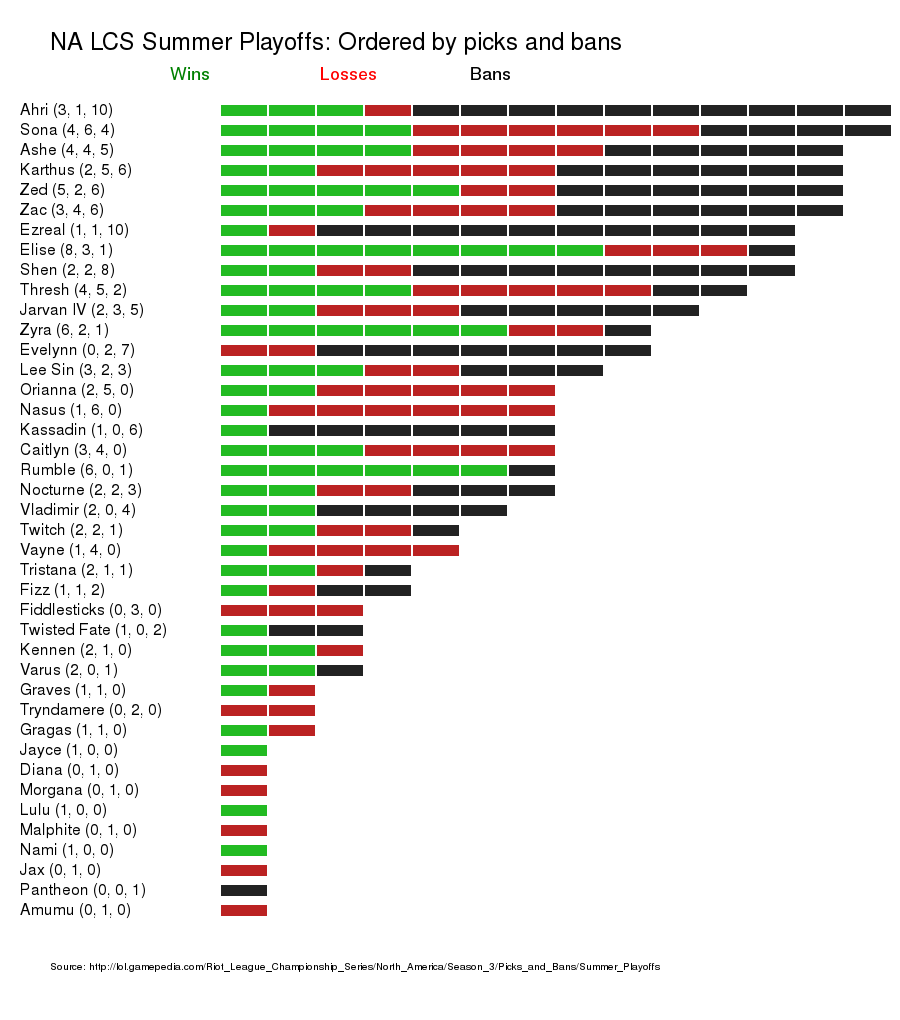 NA LCS Summer Playoffs: Ordered by picks and bans
Wins Losses Bans
Ahri (3, 1, 10)
Sona (4, 6, 4)
Ashe (4, 4, 5)
Karthus (2, 5, 6)
Zed (5, 2, 6)
Zac (3, 4, 6)
Ezreal (1, 1, 10)
Elise (8, 3, 1)
Shen (2, 2, 8)
Thresh (4, 5, 2)
Jarvan IV (2, 3, 5)
Zyra (6, 2, 1)
Evelynn (0, 2, 7)
Lee Sin (3, 2, 3)
Orianna (2, 5, 0)
Nasus (1, 6, 0)
Kassadin (1, 0, 6)
Caitlyn (3, 4, 0)
Rumble (6, 0, 1)
Nocturne (2, 2, 3)
Vladimir (2, 0, 4)
Twitch (2, 2, 1)
Vayne (1, 4, 0)
Tristana (2, 1, 1)
Fizz (1, 1, 2)
Fiddlesticks (0, 3, 0)
Twisted Fate (1, 0, 2)
Kennen (2, 1, 0)
Varus (2, 0, 1)
Graves (1, 1, 0)
Tryndamere (0, 2, 0)
Gragas (1, 1, 0)
Jayce (1, 0, 0)
Diana (0, 1, 0)
Morgana (0, 1, 0)
Lulu (1, 0, 0)
Malphite (0, 1, 0)
Nami (1, 0, 0)
Jax (0, 1, 0)
Pantheon (0, 0, 1)
Amumu (0, 1, 0)
Source: http://lol.gamepedia.com/Riot_League_Championship_Series/North_America/Season_3/Picks_and_Bans/Summer_Playoffs